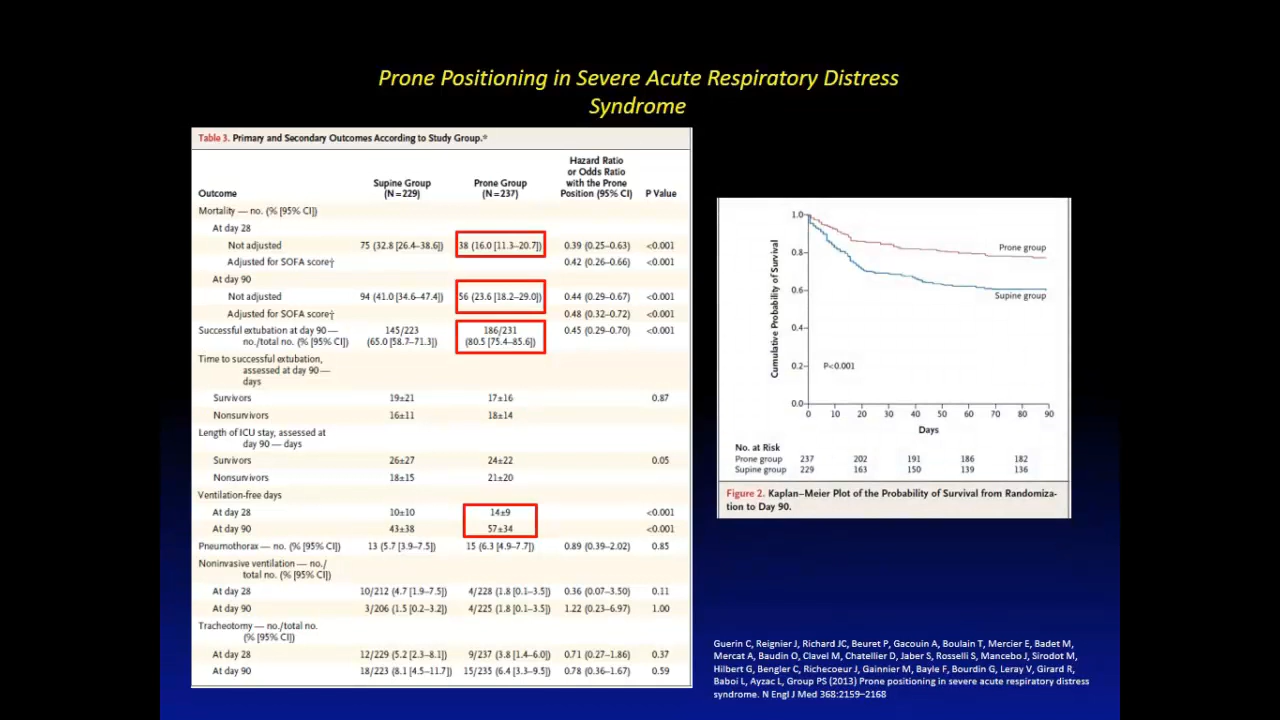 Prone Positioning in Severe Acute Respiratory Distress
Syndrome
Table 3. Primary and Secondary Outcomes According to Study Group.*
Outcome Supine Group (N=229) Prone Group (N=237) Hazard Ratio or Odds Ratio with the Prone Position (95% CI) P Value
Mortality — no. (% [95% CI])
At day 28
Not adjusted 75 (32.8 [26.4–38.6]) 38 (16.0 [11.3–20.7]) 0.39 (0.25–0.63) <0.001
Adjusted for SOFA score† 0.42 (0.26–0.66) <0.001
At day 90
Not adjusted 94 (41.0 [34.6–47.4]) 56 (23.6 [18.2–29.0]) 0.44 (0.29–0.67) <0.001
Adjusted for SOFA score† 0.48 (0.32–0.72) <0.001
Successful extubation at day 90 — 145/223 186/231 0.45 (0.29–0.70) <0.001
no./total no. (% [95% CI]) (65.0 [58.7–71.3]) (80.5 [75.4–85.6])
Time to successful extubation,
assessed at day 90 —
days
Survivors 19±21 17±16 0.87
Nonsurvivors 16±11 18±14
Length of ICU stay, assessed at
day 90 — days
Survivors 26±27 24±22 0.05
Nonsurvivors 18±15 21±20
Ventilation-free days
At day 28 10±10 14±9 <0.001
At day 90 43±38 57±34 <0.001
Pneumothorax — no. (% [95% CI]) 13 (5.7 [3.9–7.5]) 15 (6.3 [4.9–7.7]) 0.89 (0.39–2.02) 0.85
Noninvasive ventilation — no./
total no. (% [95% CI])
At day 28 10/212 (4.7 [1.9–7.5]) 4/228 (1.8 [0.1–3.5]) 0.36 (0.07–3.50) 0.11
At day 90 3/206 (1.5 [0.2–3.2]) 4/225 (1.8 [0.1–3.5]) 1.22 (0.23–6.97) 1.00
Tracheotomy — no./total no.
(% [95% CI])
At day 28 12/229 (5.2 [2.3–8.1]) 9/237 (3.8 [1.4–6.0]) 0.71 (0.27–1.86) 0.37
At day 90 18/223 (8.1 [4.5–11.7]) 15/235 (6.4 [3.3–9.5]) 0.78 (0.36–1.67) 0.59
Cumulative Probability of Survival
1.0
0.8
0.6
0.4
0.2
0.0
Prone group
Supine group
P<0.001
0 10 20 30 40 50 60 70 80 90
Days
No. at Risk
Prone group 237 202 191 186 182
Supine group 229 163 150 139 136
Figure 2. Kaplan–Meier Plot of the Probability of Survival from Randomiza-
tion to Day 90.
Guerin C, Reignier J, Richard JC, Beuret P, Gacouin A, Boulain T, Mercier E, Badet M,
Mercat A, Baudin O, Clavel M, Chatellier D, Jaber S, Rosselli S, Mancebo J, Sirodot M,
Hilbert G, Bengler C, Richecoeur J, Gainnier M, Bayle F, Bourdin G, Leray V, Girard R,
Baboi L, Ayzac L, Group PS (2013) Prone positioning in severe acute respiratory distress
syndrome. N Engl J Med 368:2159–2168